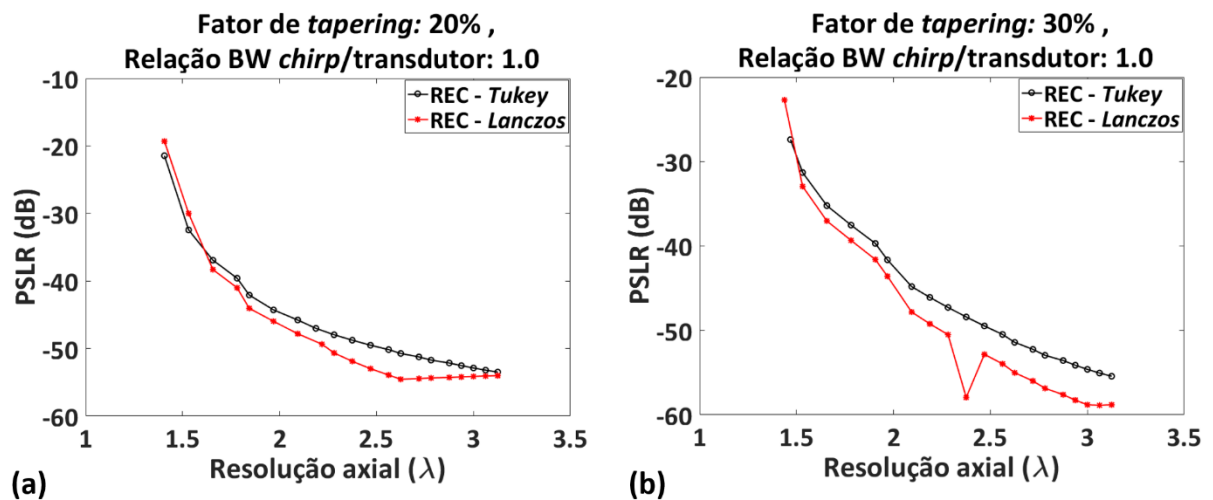 Fator de tapering: 20% ,
Relação BW chirp/transdutor: 1.0
-10
-20
-30
-40
-50
-60
PSLR (dB)
REC - Tukey
REC - Lanczos
1
1.5
2
2.5
3
3.5
Resolução axial (λ)
(a)
Fator de tapering: 30% ,
Relação BW chirp/transdutor: 1.0
-20
-30
-40
-50
-60
PSLR (dB)
REC - Tukey
REC - Lanczos
1
1.5
2
2.5
3
3.5
Resolução axial (λ)
(b)